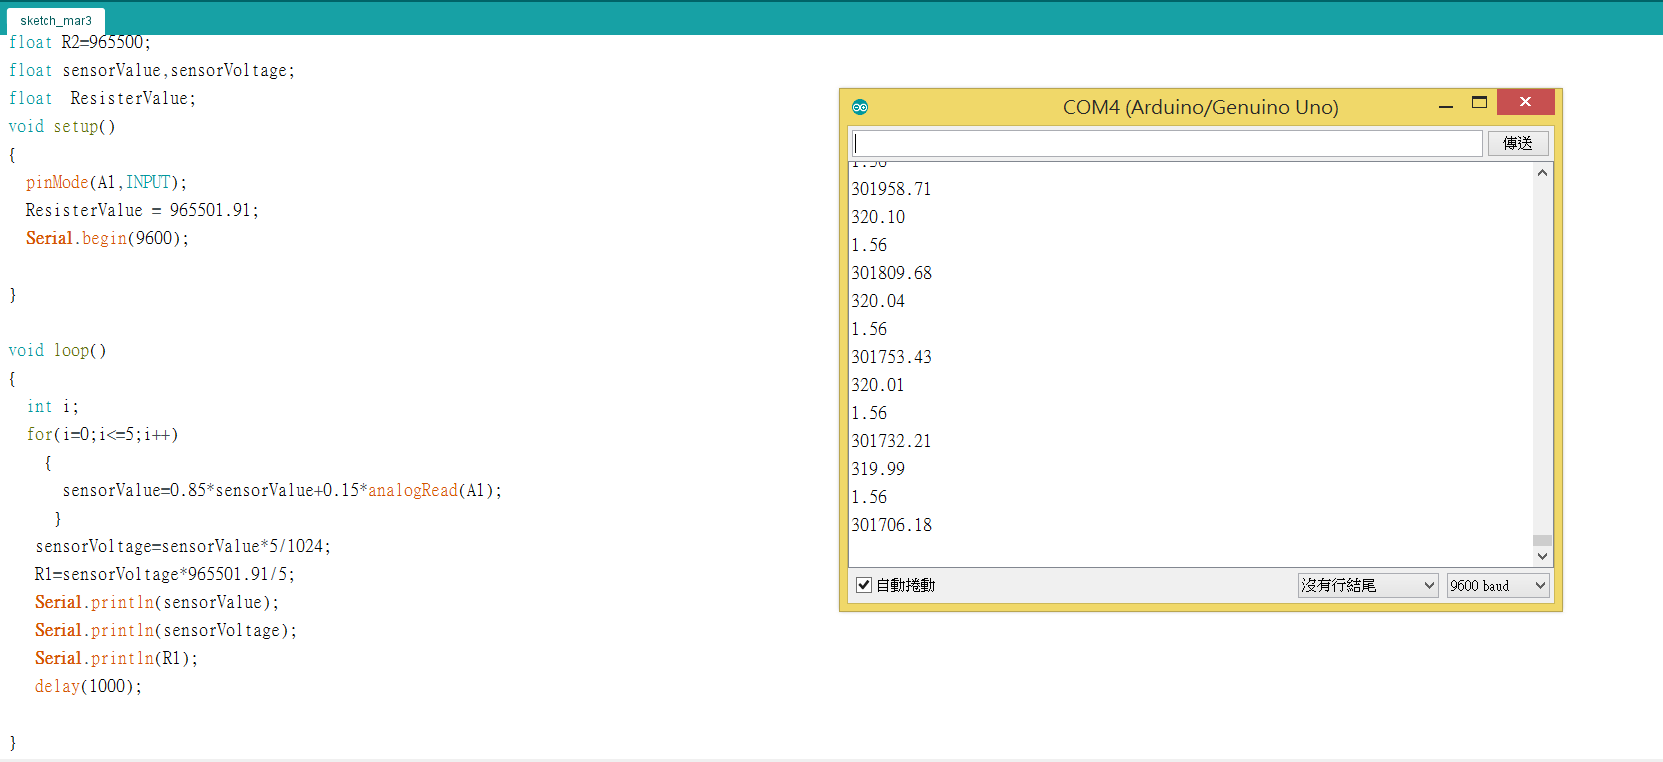 sketch_mar3
float R2=965500;
float sensorValue,sensorVoltage;
float  ResisterValue;
void setup()
{
  pinMode(A1,INPUT);
  ResisterValue = 965501.91;
  Serial.begin(9600);
}
void loop()
{
  int i;
  for(i=0;i<=5;i++)
    {
      sensorValue=0.85*sensorValue+0.15*analogRead(A1);
     }
   sensorVoltage=sensorValue*5/1024;
   R1=sensorVoltage*965501.91/5;
   Serial.println(sensorValue);
   Serial.println(sensorVoltage);
   Serial.println(R1);
   delay(1000);
}
COM4 (Arduino/Genuino Uno)
傳送
1.56
301958.71
320.10
1.56
301809.68
320.04
1.56
301753.43
320.01
1.56
301732.21
319.99
1.56
301706.18
自動捲動
沒有行結尾
9600 baud